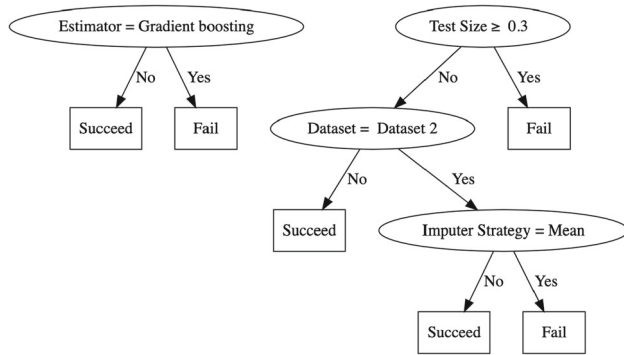 Estimator = Gradient boosting
Test Size ≥ 0.3
No
Yes
No
Yes
Succeed
Fail
Dataset = Dataset 2
Fail
No
Yes
Succeed
Imputer Strategy = Mean
No
Yes
Succeed
Fail